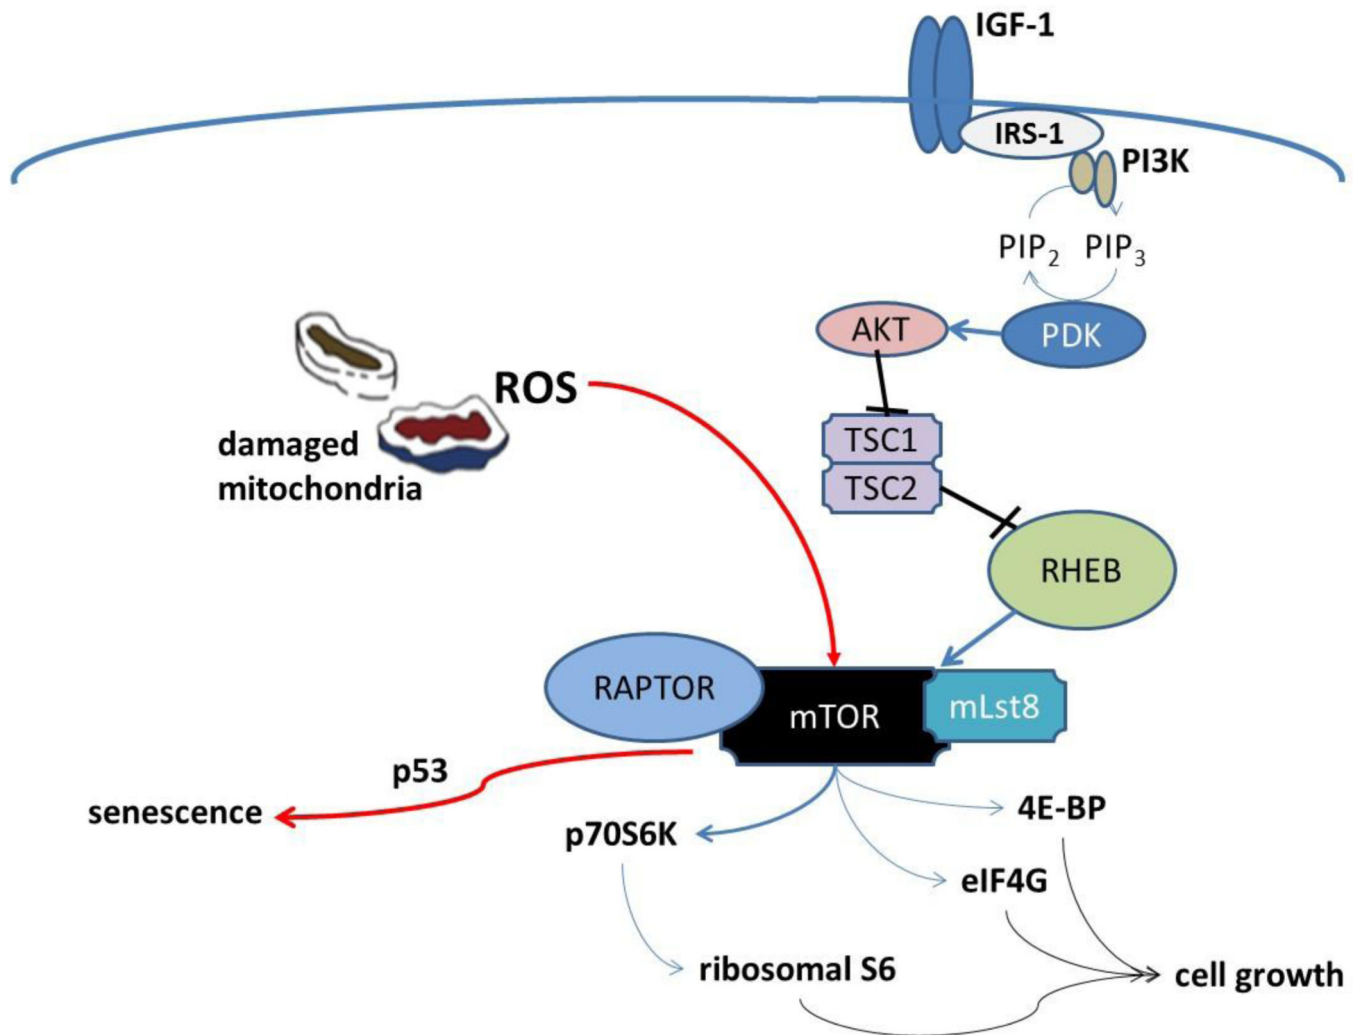 IGF-1
IRS-1
PI3K
PIP₂ PIP₃
AKT
PDK
ROS
damaged
mitochondria
TSC1
TSC2
RHEB
RAPTOR
mTOR
mLst8
p53
senescence
p70S6K
4E-BP
eIF4G
ribosomal S6
cell growth